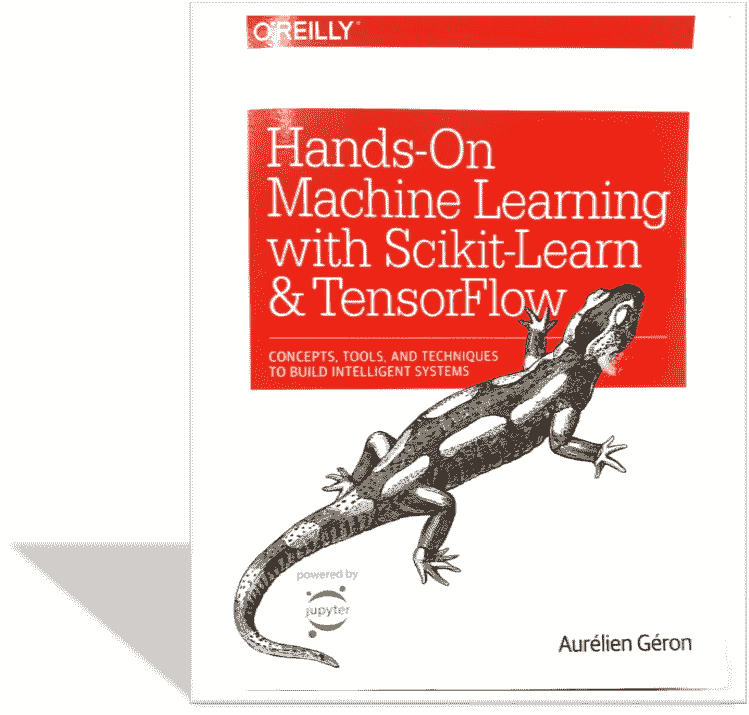 O'REILLY®
Hands-On
Machine Learning
with Scikit-Learn
& TensorFlow
CONCEPTS, TOOLS, AND TECHNIQUES
TO BUILD INTELLIGENT SYSTEMS
powered by
jupyter
Aurélien Géron